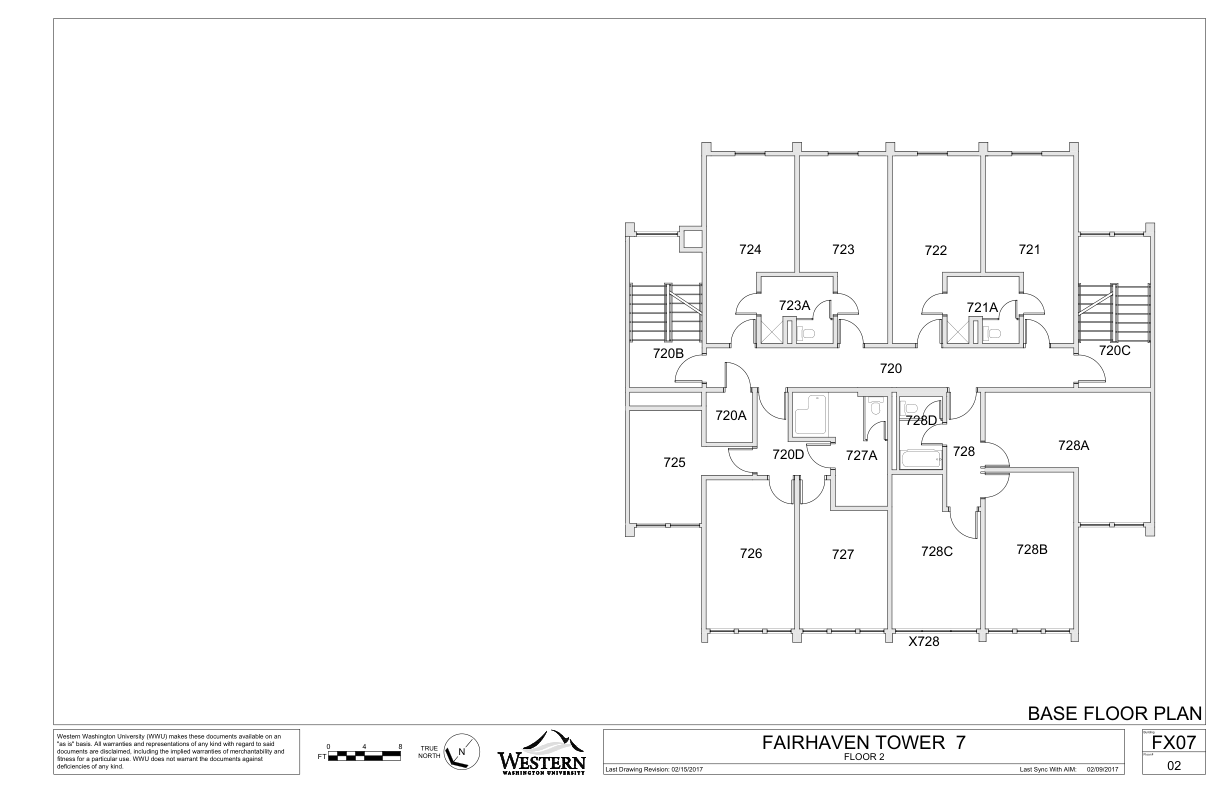 724
723
722
721
723A
721A
720B
720C
720
720A
728D
725
720D
727A
728
728A
726
727
728C
728B
X728
BASE FLOOR PLAN
Western Washington University (WWU) makes these documents available on an
"as is" basis. All warranties and representations of any kind with regard to said
documents are disclaimed, including the implied warranties of merchantability and
fitness for a particular use. WWU does not warrant the documents against
deficiencies of any kind.
0 4 8
FT
TRUE
NORTH
N
WESTERN
WASHINGTON UNIVERSITY
FAIRHAVEN TOWER 7
FLOOR 2
Last Drawing Revision: 02/15/2017
Last Sync With AIM: 02/09/2017
FX07
02